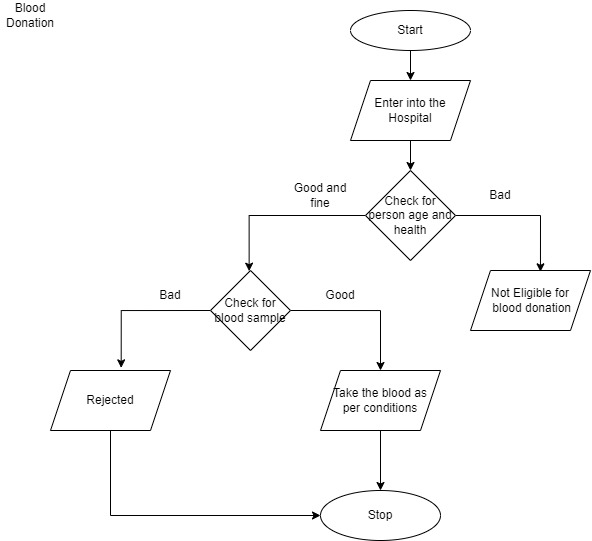 Blood
Donation
Start
Enter into the
Hospital
Good and
fine
Check for
person age and
health
Bad
Not Eligible for
blood donation
Bad
Check for
blood sample
Good
Rejected
Take the blood as
per conditions
Stop